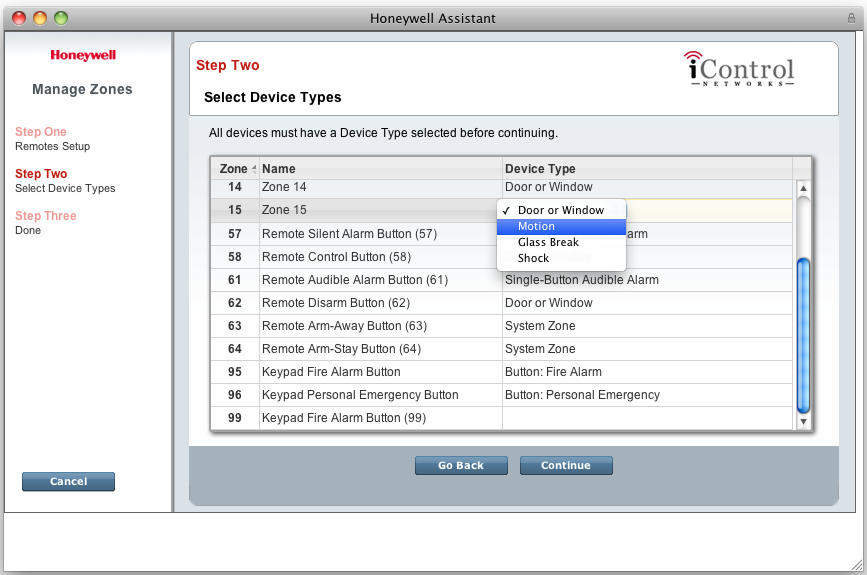 Honeywell Assistant
Honeywell
Manage Zones
Step One
Remotes Setup
Step Two
Select Device Types
Step Three
Done
Cancel
Step Two
iControl
NETWORKS
Select Device Types
All devices must have a Device Type selected before continuing.
Zone Name Device Type
14 Zone 14 Door or Window
15 Zone 15
✓ Door or Window
Motion
Glass Break
Shock
57 Remote Silent Alarm Button (57) arm
58 Remote Control Button (58)
61 Remote Audible Alarm Button (61) Single-Button Audible Alarm
62 Remote Disarm Button (62) Door or Window
63 Remote Arm-Away Button (63) System Zone
64 Remote Arm-Stay Button (64) System Zone
95 Keypad Fire Alarm Button Button: Fire Alarm
96 Keypad Personal Emergency Button Button: Personal Emergency
99 Keypad Fire Alarm Button (99)
Go Back Continue